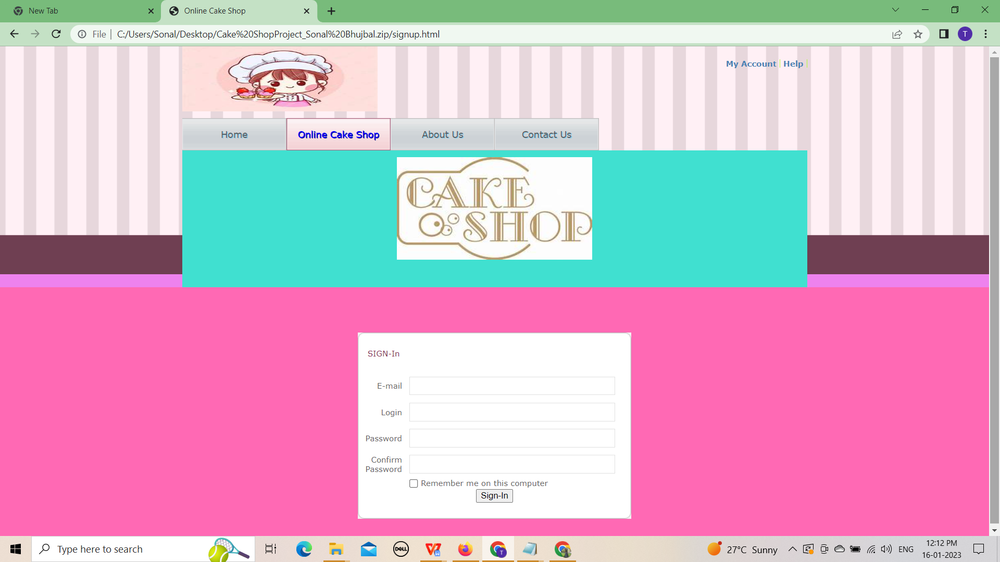 New Tab
Online Cake Shop
File | C:/Users/Sonal/Desktop/Cake%20ShopProject_Sonal%20Bhujbal.zip/signup.html
T
My Account | Help
Home
Online Cake Shop
About Us
Contact Us
CAKE
SHOP
SIGN-In
E-mail
Login
Password
Confirm
Password
Remember me on this computer
Sign-In
Type here to search
DELL
W
T
27°C Sunny
ENG
12:12 PM
16-01-2023